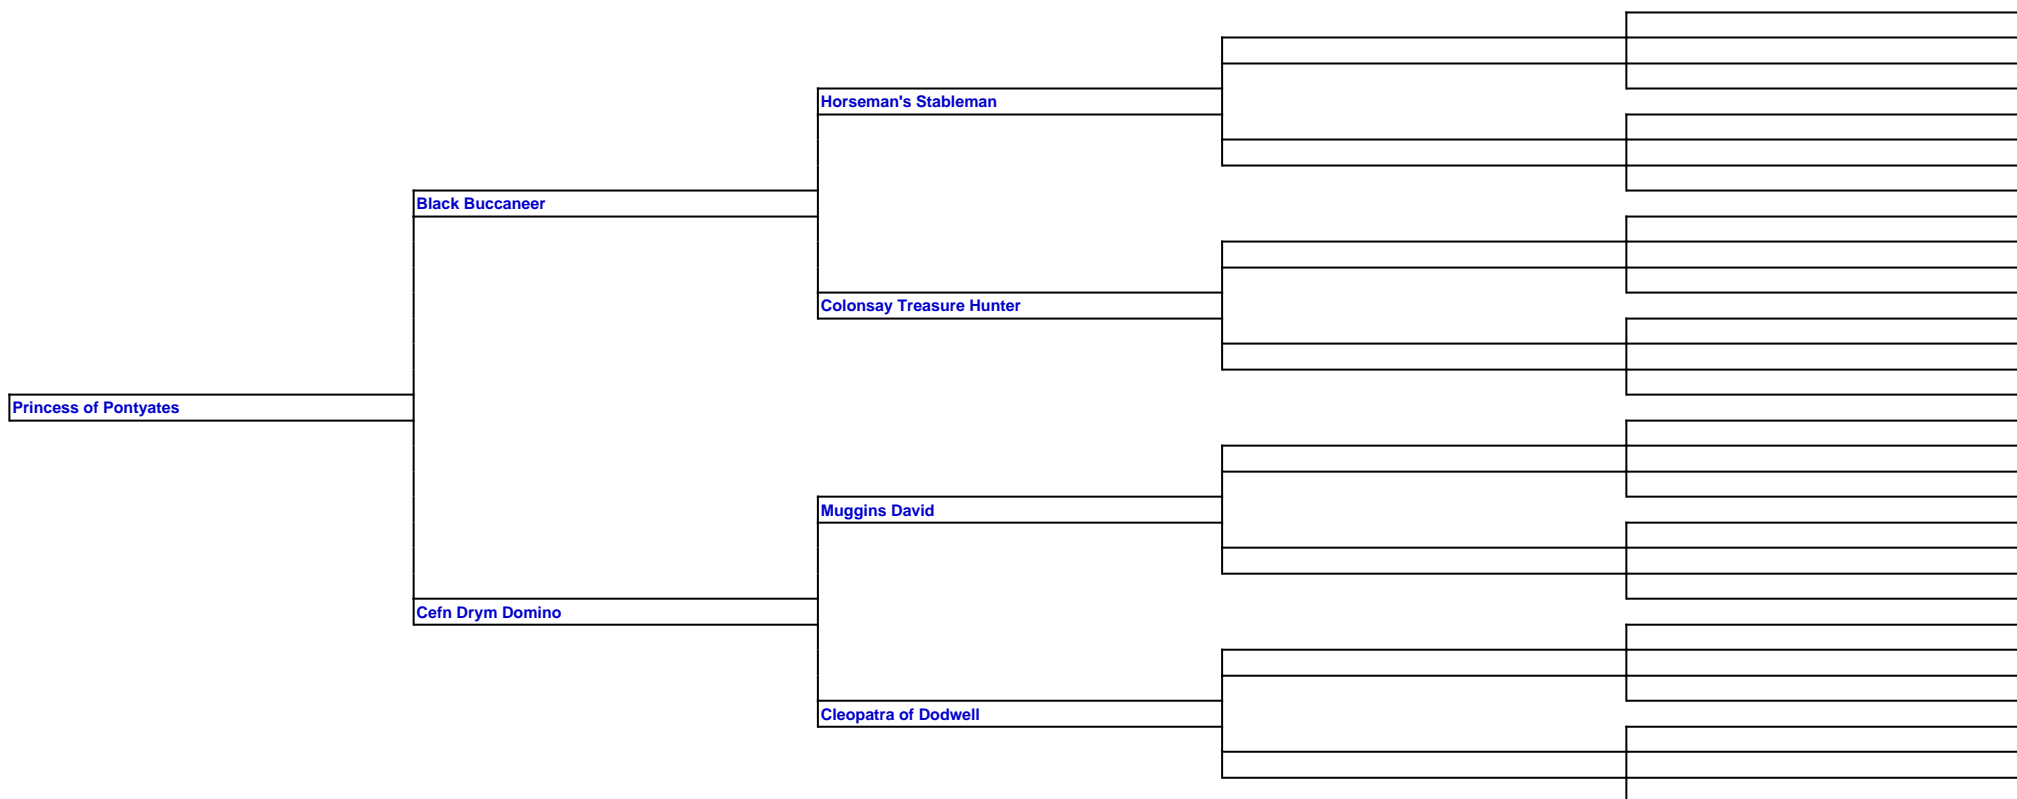 Horseman's Stableman
Black Buccaneer
Colonsay Treasure Hunter
Princess of Pontyates
Muggins David
Cefn Drym Domino
Cleopatra of Dodwell